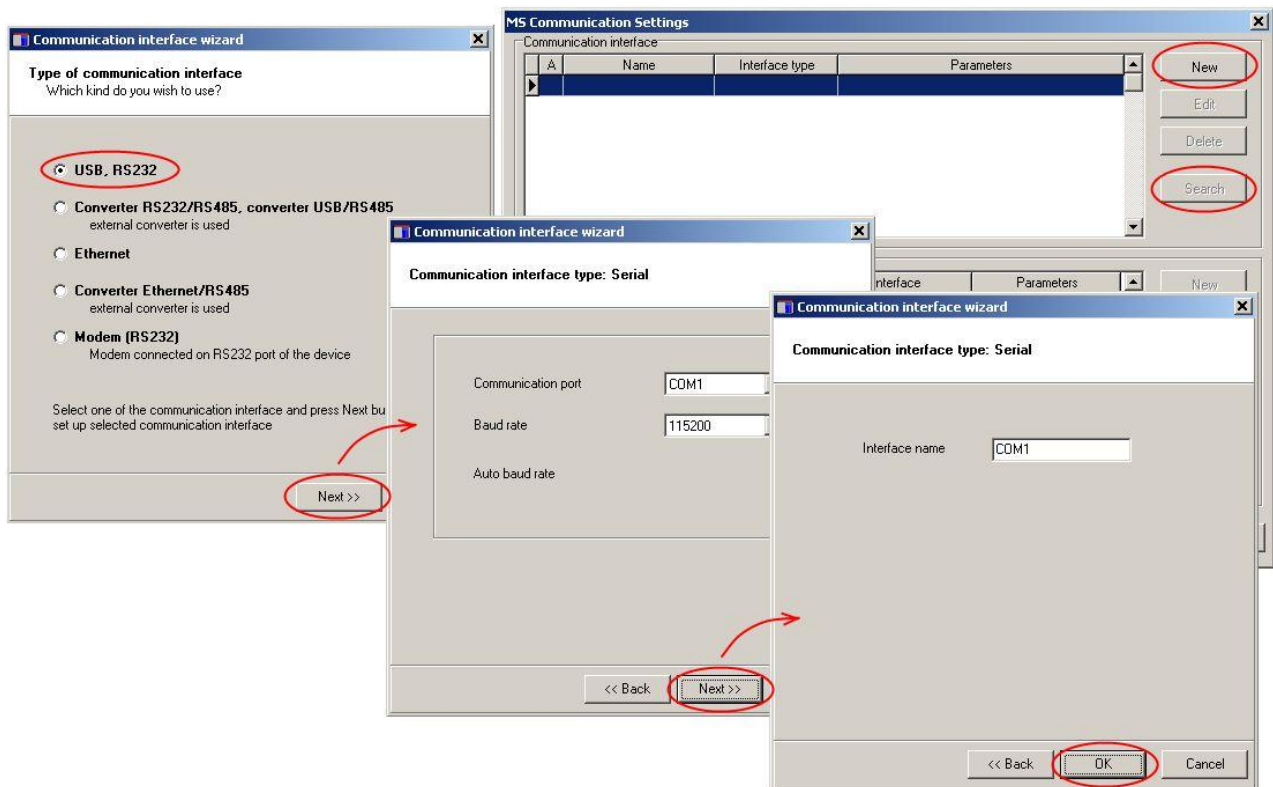 Communication interface wizard
Type of communication interface
Which kind do you wish to use?
USB, RS232
Converter RS232/RS485, converter USB/RS485
external converter is used
Ethernet
Converter Ethernet/RS485
external converter is used
Modem (RS232)
Modem connected on RS232 port of the device
Select one of the communication interface and press Next bu
set up selected communication interface
Next >>
MS Communication Settings
Communication interface
A Name Interface type Parameters
New
Edit
Delete
Search
nterface Parameters
New
Communication interface wizard
Communication interface type: Serial
Communication port COM1
Baud rate 115200
Auto baud rate
<< Back Next >>
Communication interface wizard
Communication interface type: Serial
Interface name COM1
<< Back OK Cancel